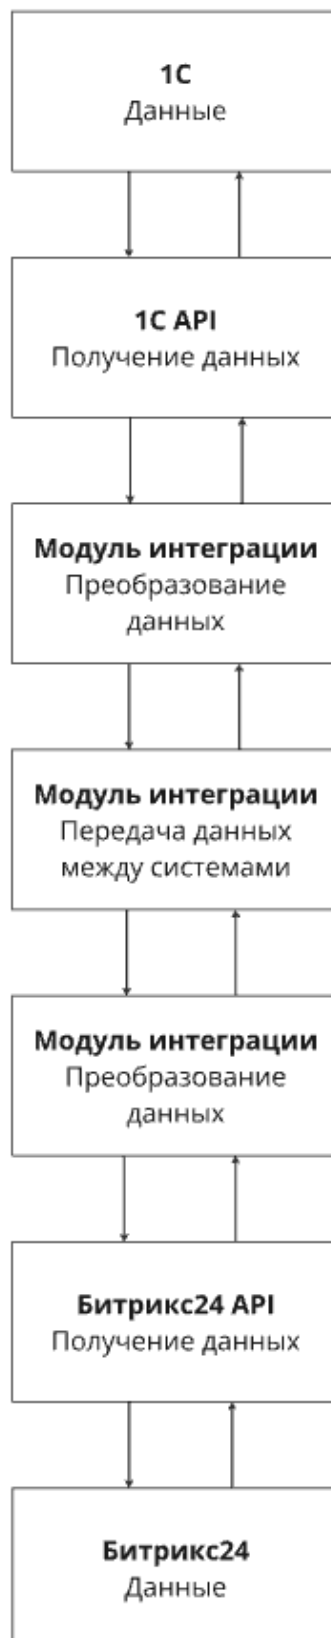 1С
Данные
1С API
Получение данных
Модуль интеграции
Преобразование
данных
Модуль интеграции
Передача данных
между системами
Модуль интеграции
Преобразование
данных
Битрикс24 API
Получение данных
Битрикс24
Данные